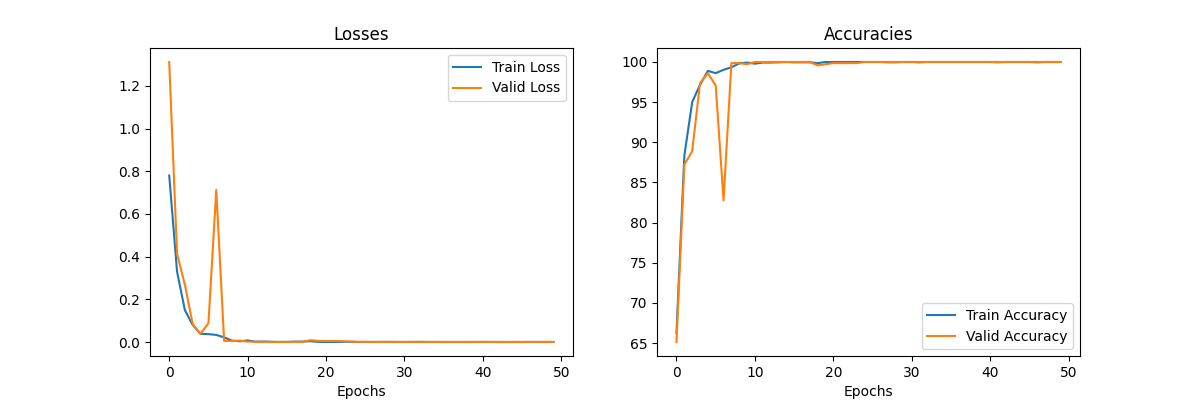 Losses
Train Loss
Valid Loss
1.2
1.0
0.8
0.6
0.4
0.2
0.0
0 10 20 30 40 50
Epochs
Accuracies
100
95
90
85
80
75
70
65
Train Accuracy
Valid Accuracy
0 10 20 30 40 50
Epochs